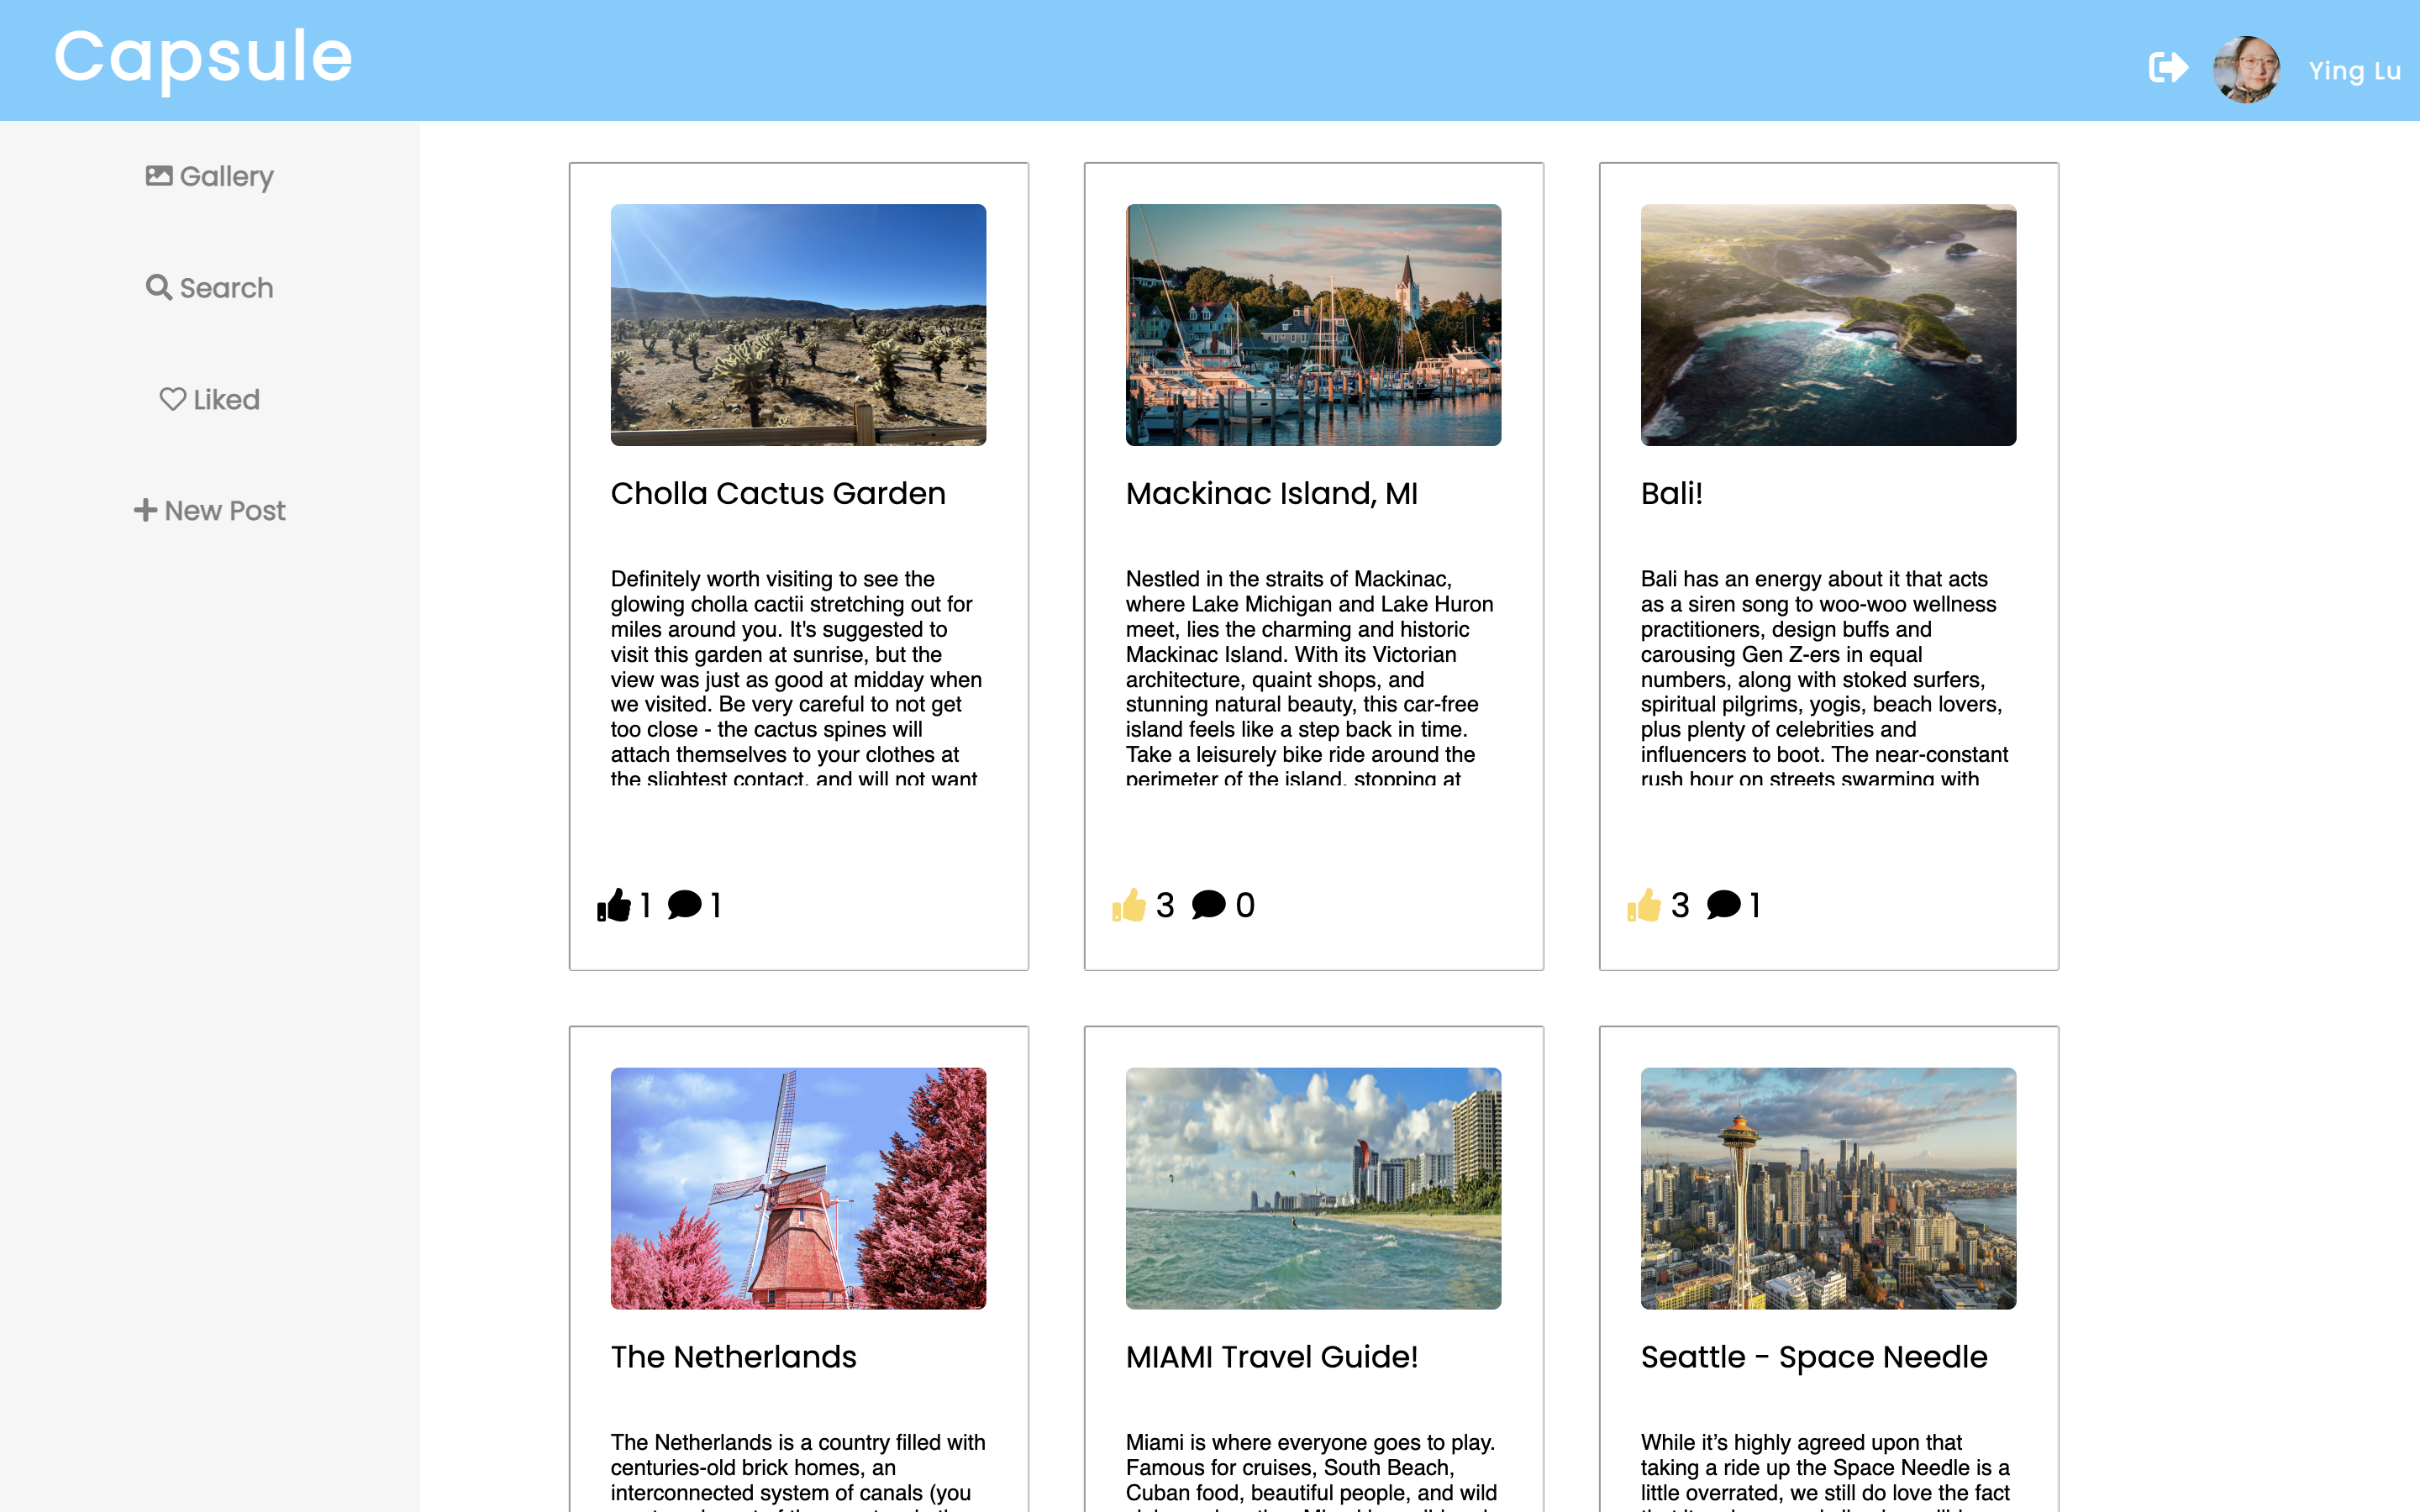 Capsule
Ying Lu
Gallery
Search
Liked
New Post
Cholla Cactus Garden
Definitely worth visiting to see the
glowing cholla cactii stretching out for
miles around you. It's suggested to
visit this garden at sunrise, but the
view was just as good at midday when
we visited. Be very careful to not get
too close - the cactus spines will
attach themselves to your clothes at
the slightest contact, and will not want
1 1
Mackinac Island, MI
Nestled in the straits of Mackinac,
where Lake Michigan and Lake Huron
meet, lies the charming and historic
Mackinac Island. With its Victorian
architecture, quaint shops, and
stunning natural beauty, this car-free
island feels like a step back in time.
Take a leisurely bike ride around the
perimeter of the island, stopping at
3 0
Bali!
Bali has an energy about it that acts
as a siren song to woo-woo wellness
practitioners, design buffs and
carousing Gen Z-ers in equal
numbers, along with stoked surfers,
spiritual pilgrims, yogis, beach lovers,
plus plenty of celebrities and
influencers to boot. The near-constant
rush hour on streets swarming with
3 1
The Netherlands
The Netherlands is a country filled with
centuries-old brick homes, an
interconnected system of canals (you
MIAMI Travel Guide!
Miami is where everyone goes to play.
Famous for cruises, South Beach,
Cuban food, beautiful people, and wild
Seattle - Space Needle
While it’s highly agreed upon that
taking a ride up the Space Needle is a
little overrated, we still do love the fact